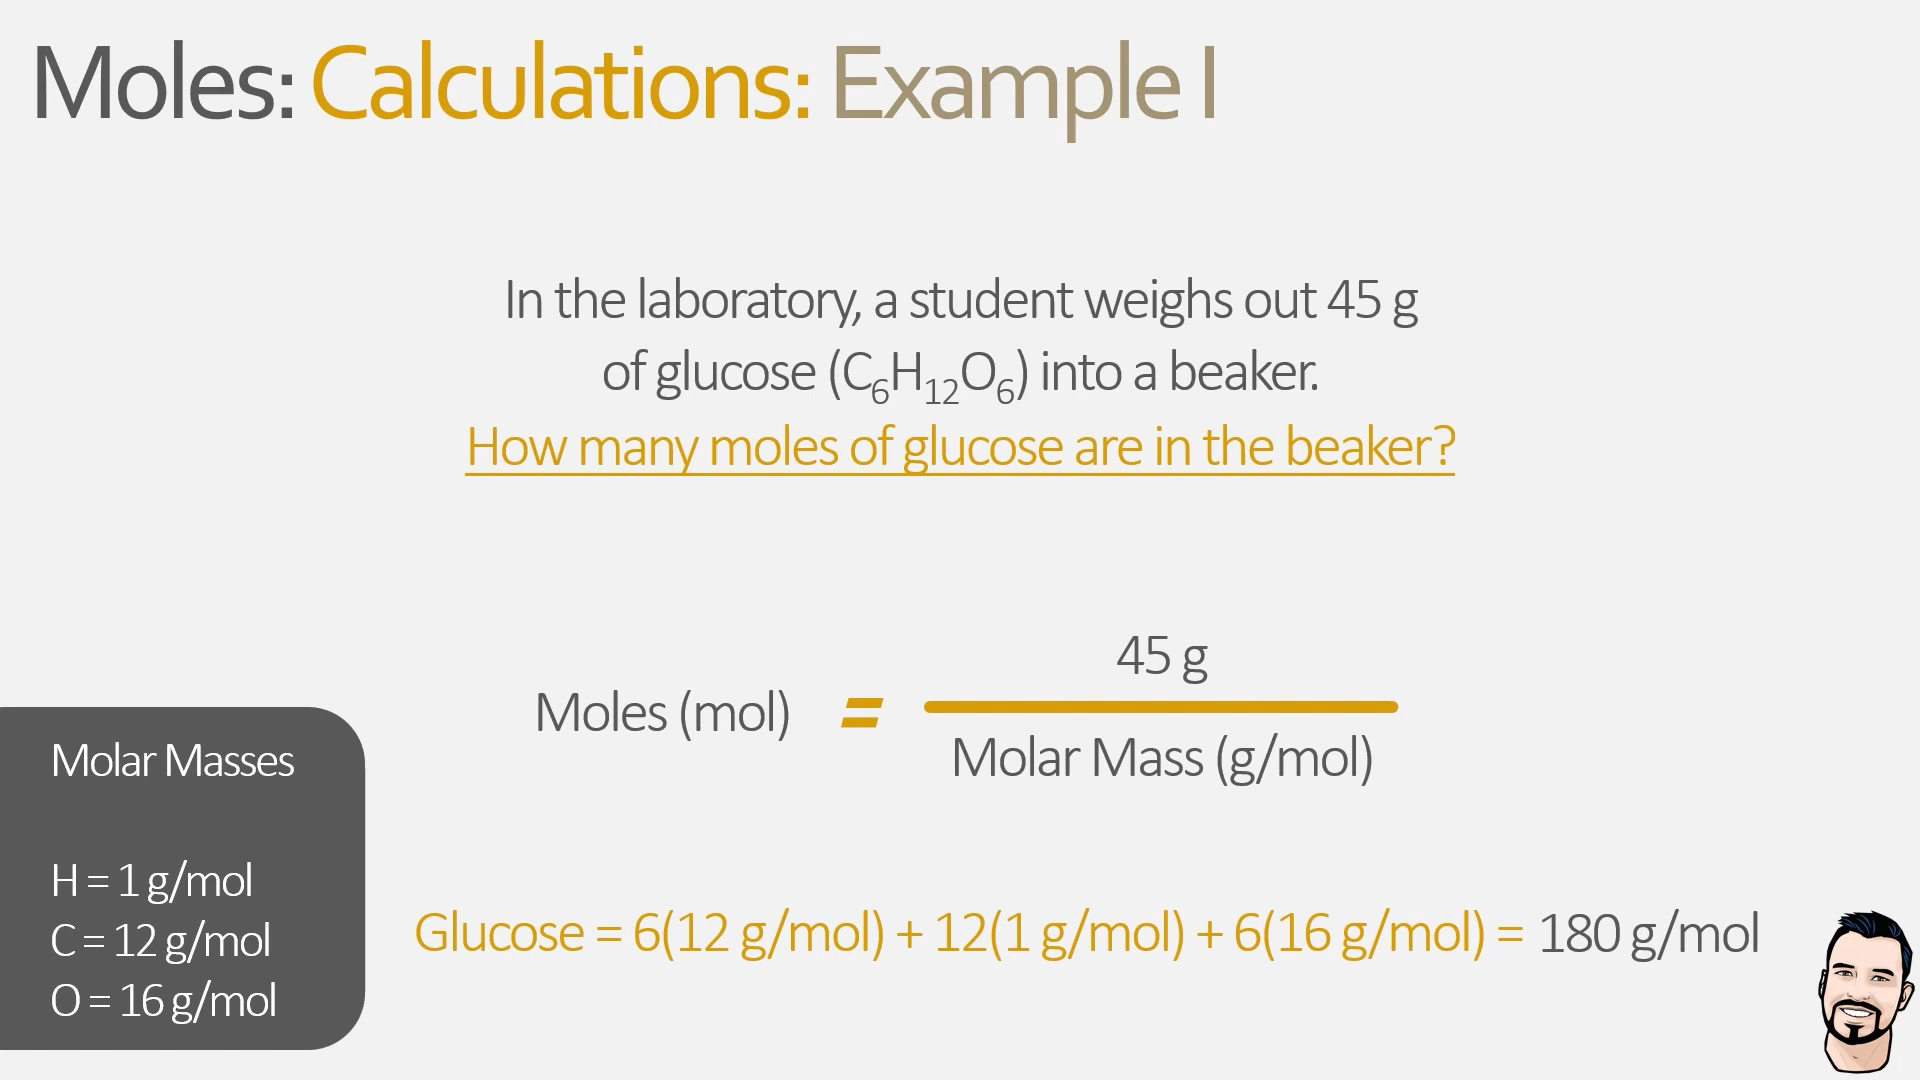 Moles: Calculations: Example I
In the laboratory, a student weighs out 45 g
of glucose (C₆H₁₂O₆) into a beaker.
How many moles of glucose are in the beaker?
45 g
Moles (mol) =
Molar Mass (g/mol)
Molar Masses
H = 1 g/mol
C = 12 g/mol
O = 16 g/mol
Glucose = 6(12 g/mol) + 12(1 g/mol) + 6(16 g/mol) = 180 g/mol